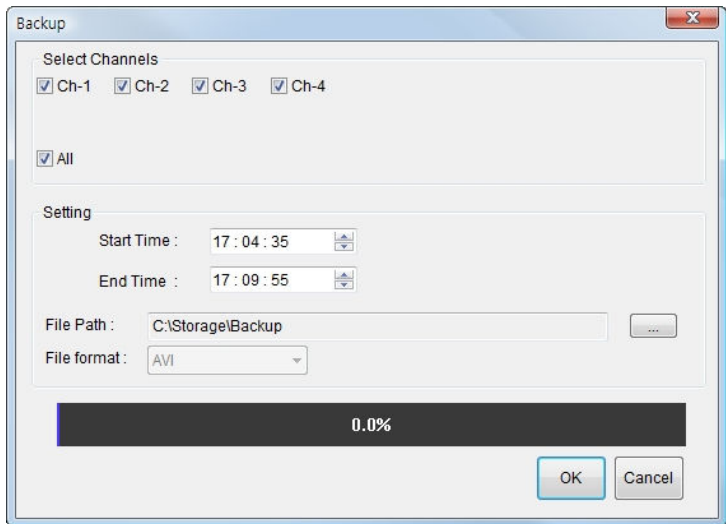 Backup
Select Channels
Ch-1 Ch-2 Ch-3 Ch-4
All
Setting
Start Time : 17 : 04 : 35
End Time : 17 : 09 : 55
File Path : C:\Storage\Backup ...
File format : AVI
0.0%
OK Cancel